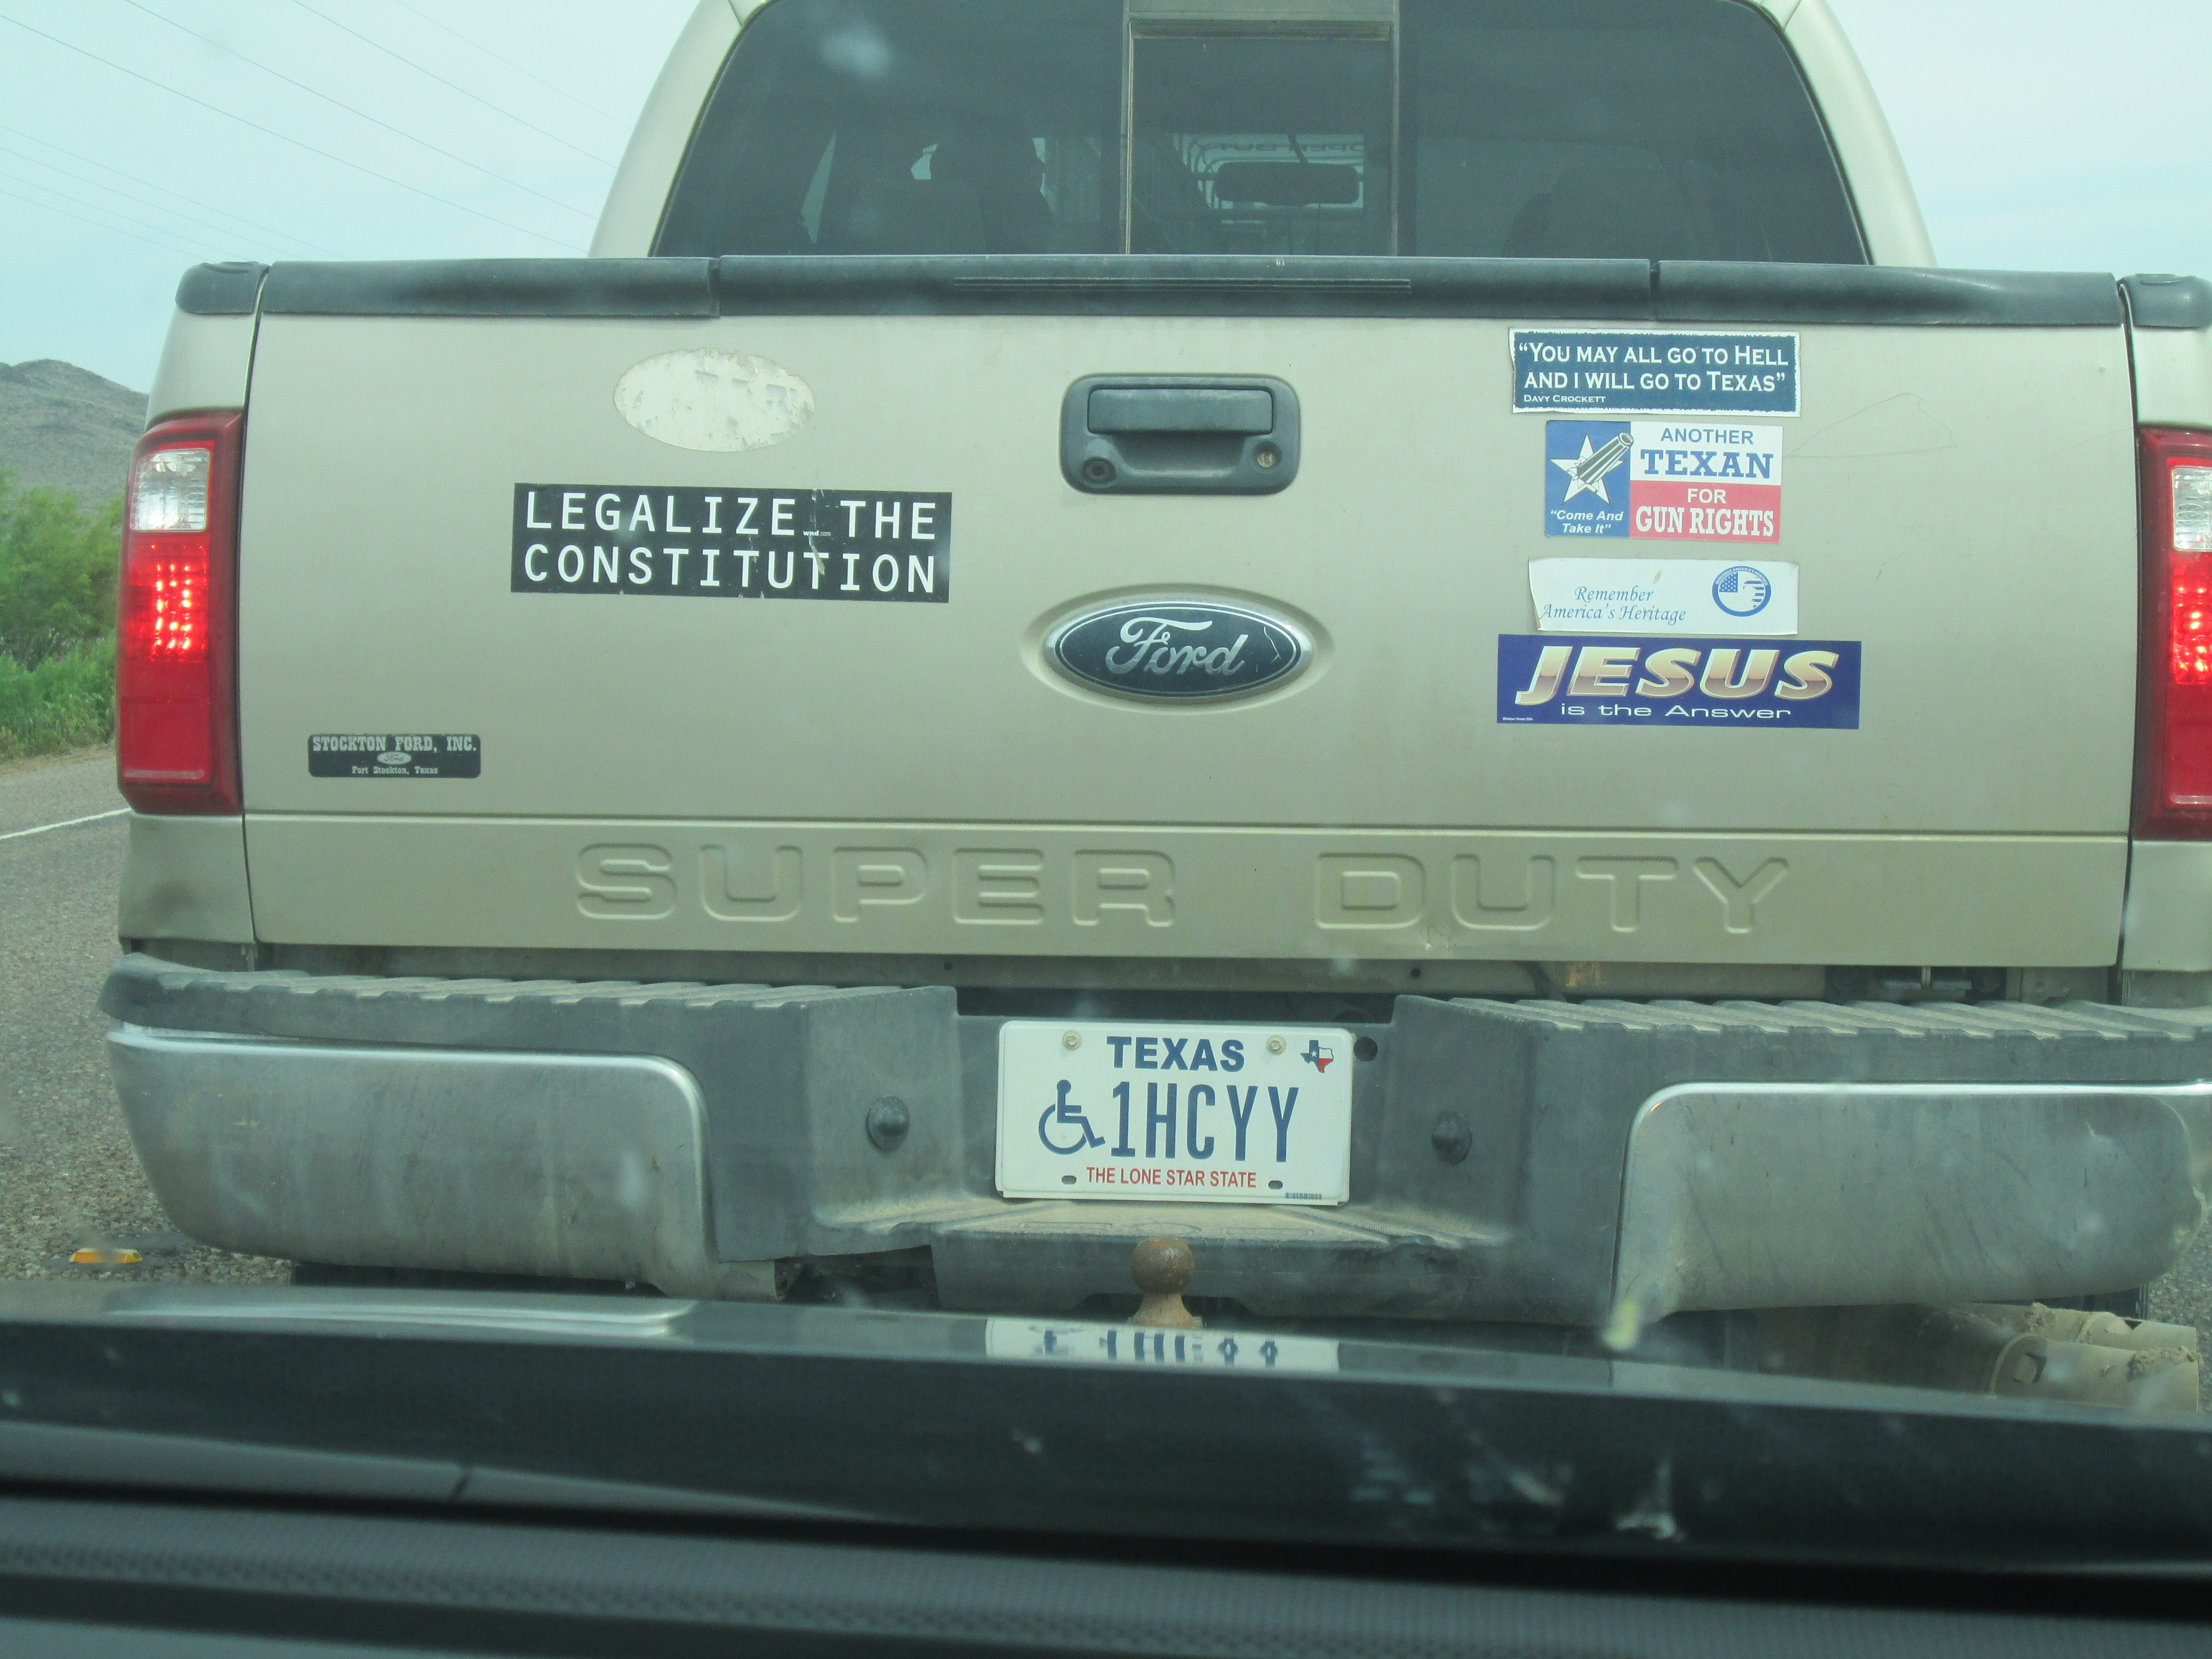 “YOU MAY ALL GO TO HELL
AND I WILL GO TO TEXAS”
DAVY CROCKETT
ANOTHER
TEXAN
FOR
GUN RIGHTS
“Come And
Take It”
LEGALIZE THE
wnd.com
CONSTITUTION
Remember
America's Heritage
Ford
JESUS
is the Answer
STOCKTON FORD, INC.
Ford
Fort Stockton, Texas
SUPER DUTY
TEXAS
1HCYY
THE LONE STAR STATE